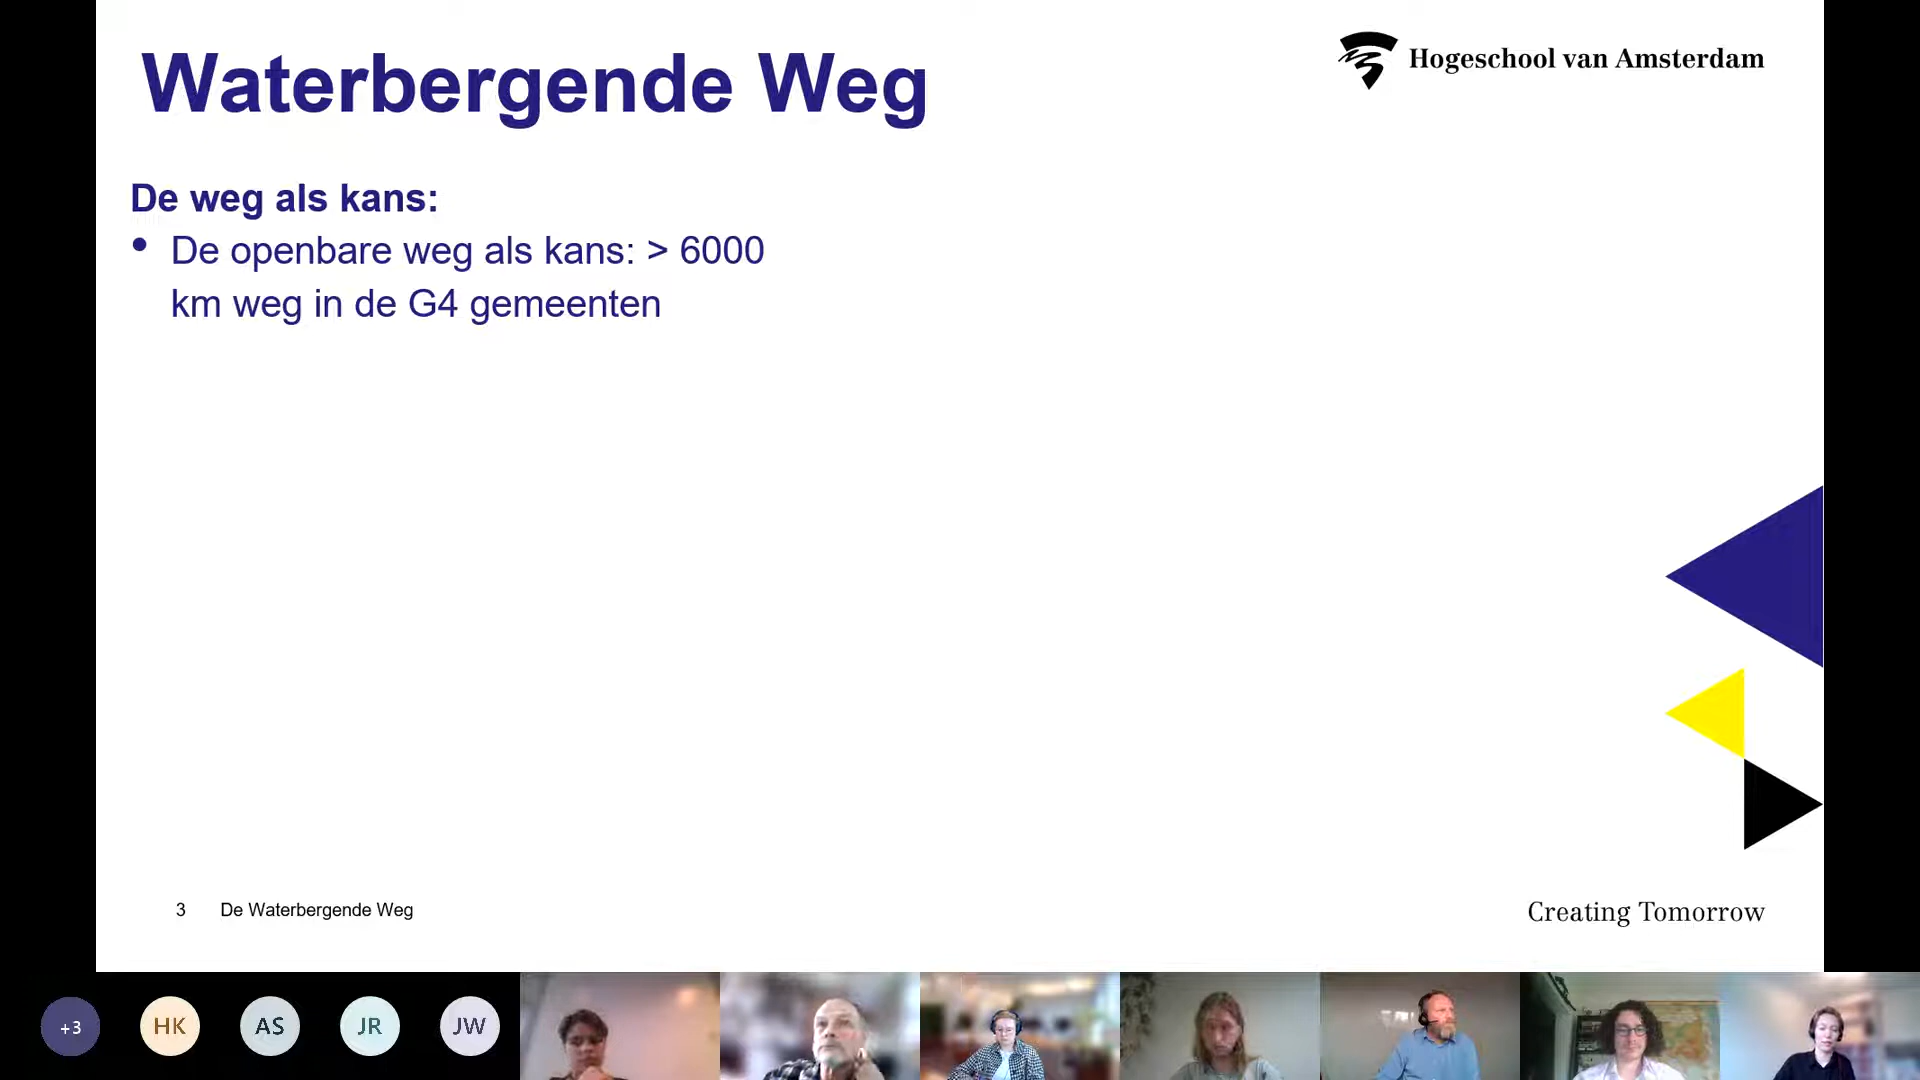 Waterbergende Weg
Hogeschool van Amsterdam
De weg als kans:
• De openbare weg als kans: > 6000
km weg in de G4 gemeenten
3 De Waterbergende Weg
Creating Tomorrow
+3 HK AS JR JW